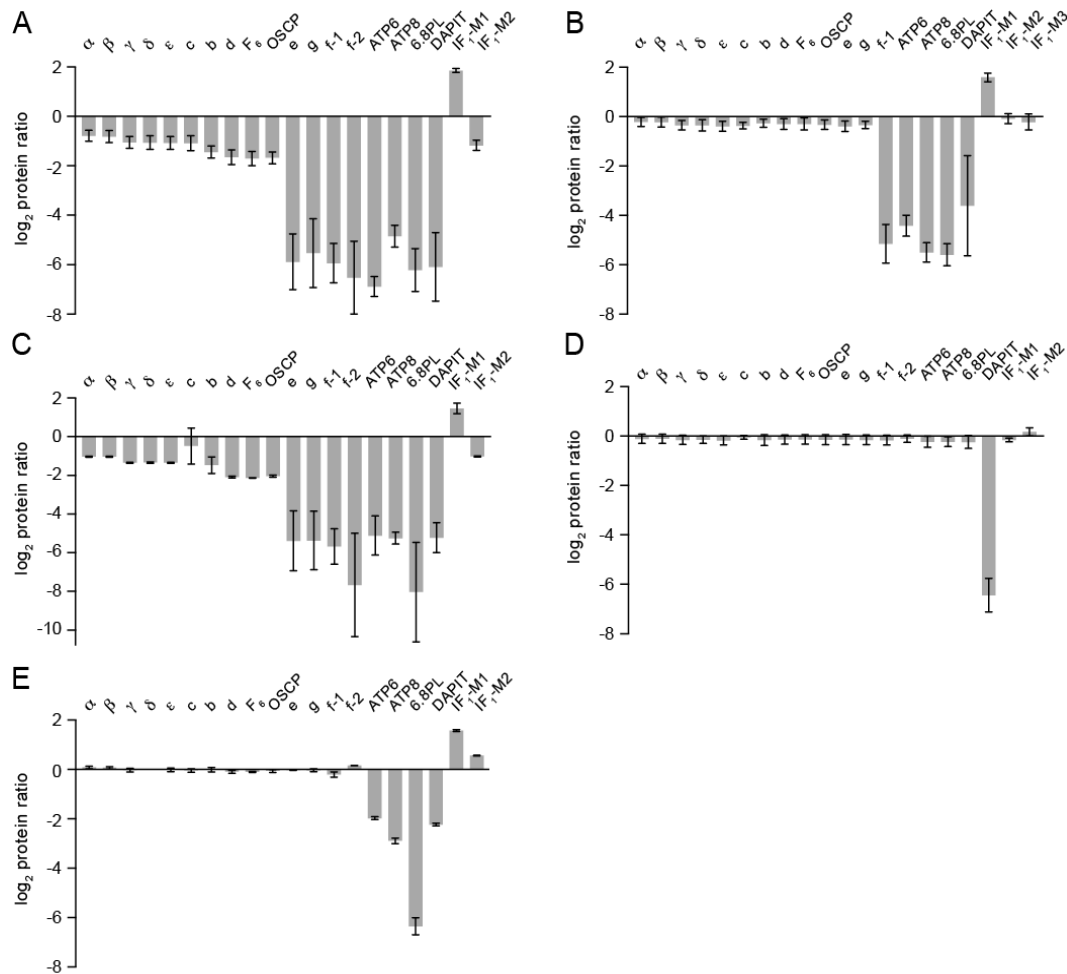 A
α β γ δ ε c b d F6 OSCP e g f-1 f-2 ATP6 ATP8 6.8PL DAPIT IF1-M1 IF1-M2
2
0
-2
-4
-6
-8
log2 protein ratio
B
α β γ δ ε c b d F6 OSCP e g f-1 ATP6 ATP8 6.8PL DAPIT IF1-M1 IF1-M2 IF1-M3
2
0
-2
-4
-6
-8
log2 protein ratio
C
α β γ δ ε c b d F6 OSCP e g f-1 f-2 ATP6 ATP8 6.8PL DAPIT IF1-M1 IF1-M2
2
0
-2
-4
-6
-8
-10
log2 protein ratio
D
α β γ δ ε c b d F6 OSCP e g f-1 f-2 ATP6 ATP8 6.8PL DAPIT IF1-M1 IF1-M2
2
0
-2
-4
-6
-8
log2 protein ratio
E
α β γ δ ε c b d F6 OSCP e g f-1 f-2 ATP6 ATP8 6.8PL DAPIT IF1-M1 IF1-M2
2
0
-2
-4
-6
-8
log2 protein ratio